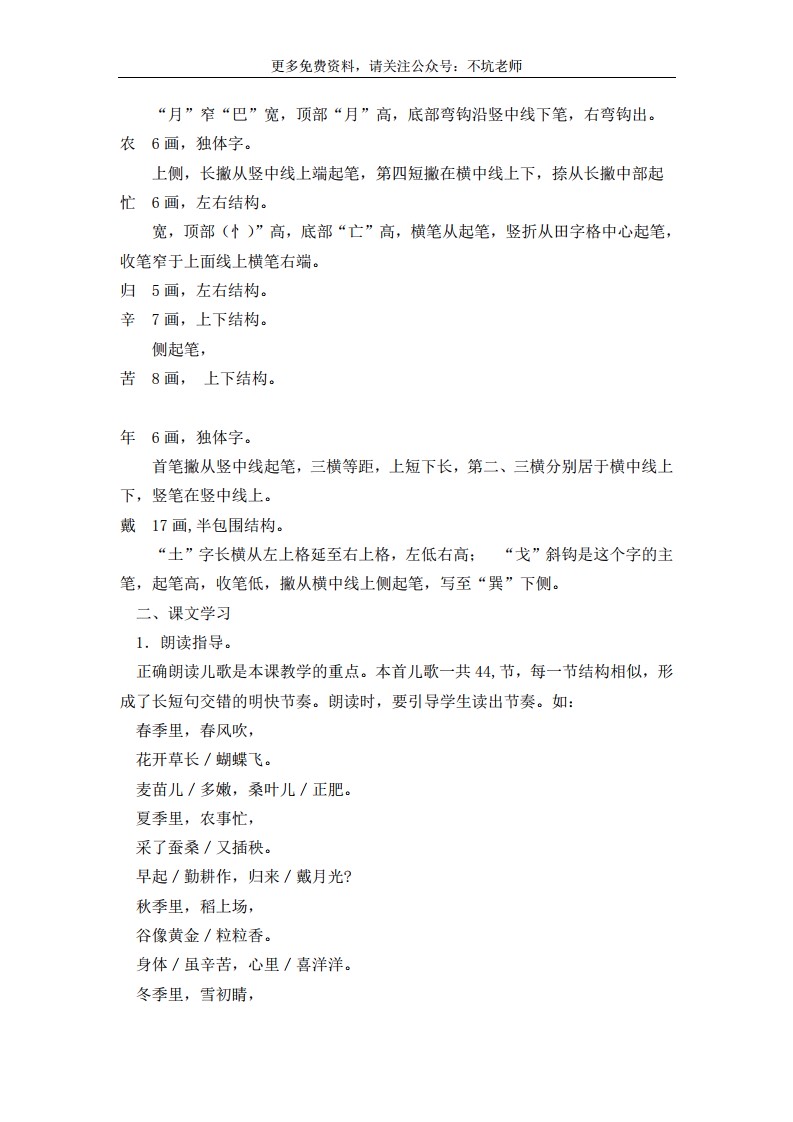 更多免费资料，请关注公众号：不坑老师
“月”窄“巴”宽，顶部“月”高，底部弯钩沿竖中线下笔，右弯钩出。
农　6 画，独体字。
上侧，长撇从竖中线上端起笔，第四短撇在横中线上下，捺从长撇中部起
忙　6 画，左右结构。
宽，顶部（忄）”高，底部“亡”高，横笔从起笔，竖折从田字格中心起笔，
收笔窄于上面线上横笔右端。
归　5 画，左右结构。
辛　7 画，上下结构。
侧起笔，
苦　8 画， 上下结构。
年　6 画，独体字。
首笔撇从竖中线起笔，三横等距，上短下长，第二、三横分别居于横中线上
下，竖笔在竖中线上。
戴　17 画,半包围结构。
“土”字长横从左上格延至右上格，左低右高；　“戈”斜钩是这个字的主
笔，起笔高，收笔低，撇从横中线上侧起笔，写至“巽”下侧。
二、课文学习
1．朗读指导。
正确朗读儿歌是本课教学的重点。本首儿歌一共 44,节，每一节结构相似，形
成了长短句交错的明快节奏。朗读时，要引导学生读出节奏。如：
春季里，春风吹，
花开草长／蝴蝶飞。
麦苗儿／多嫩，桑叶儿／正肥。
夏季里，农事忙，
采了蚕桑／又插秧。
早起／勤耕作，归来／戴月光?
秋季里，稻上场，
谷像黄金／粒粒香。
身体／虽辛苦，心里／喜洋洋。
冬季里，雪初晴，